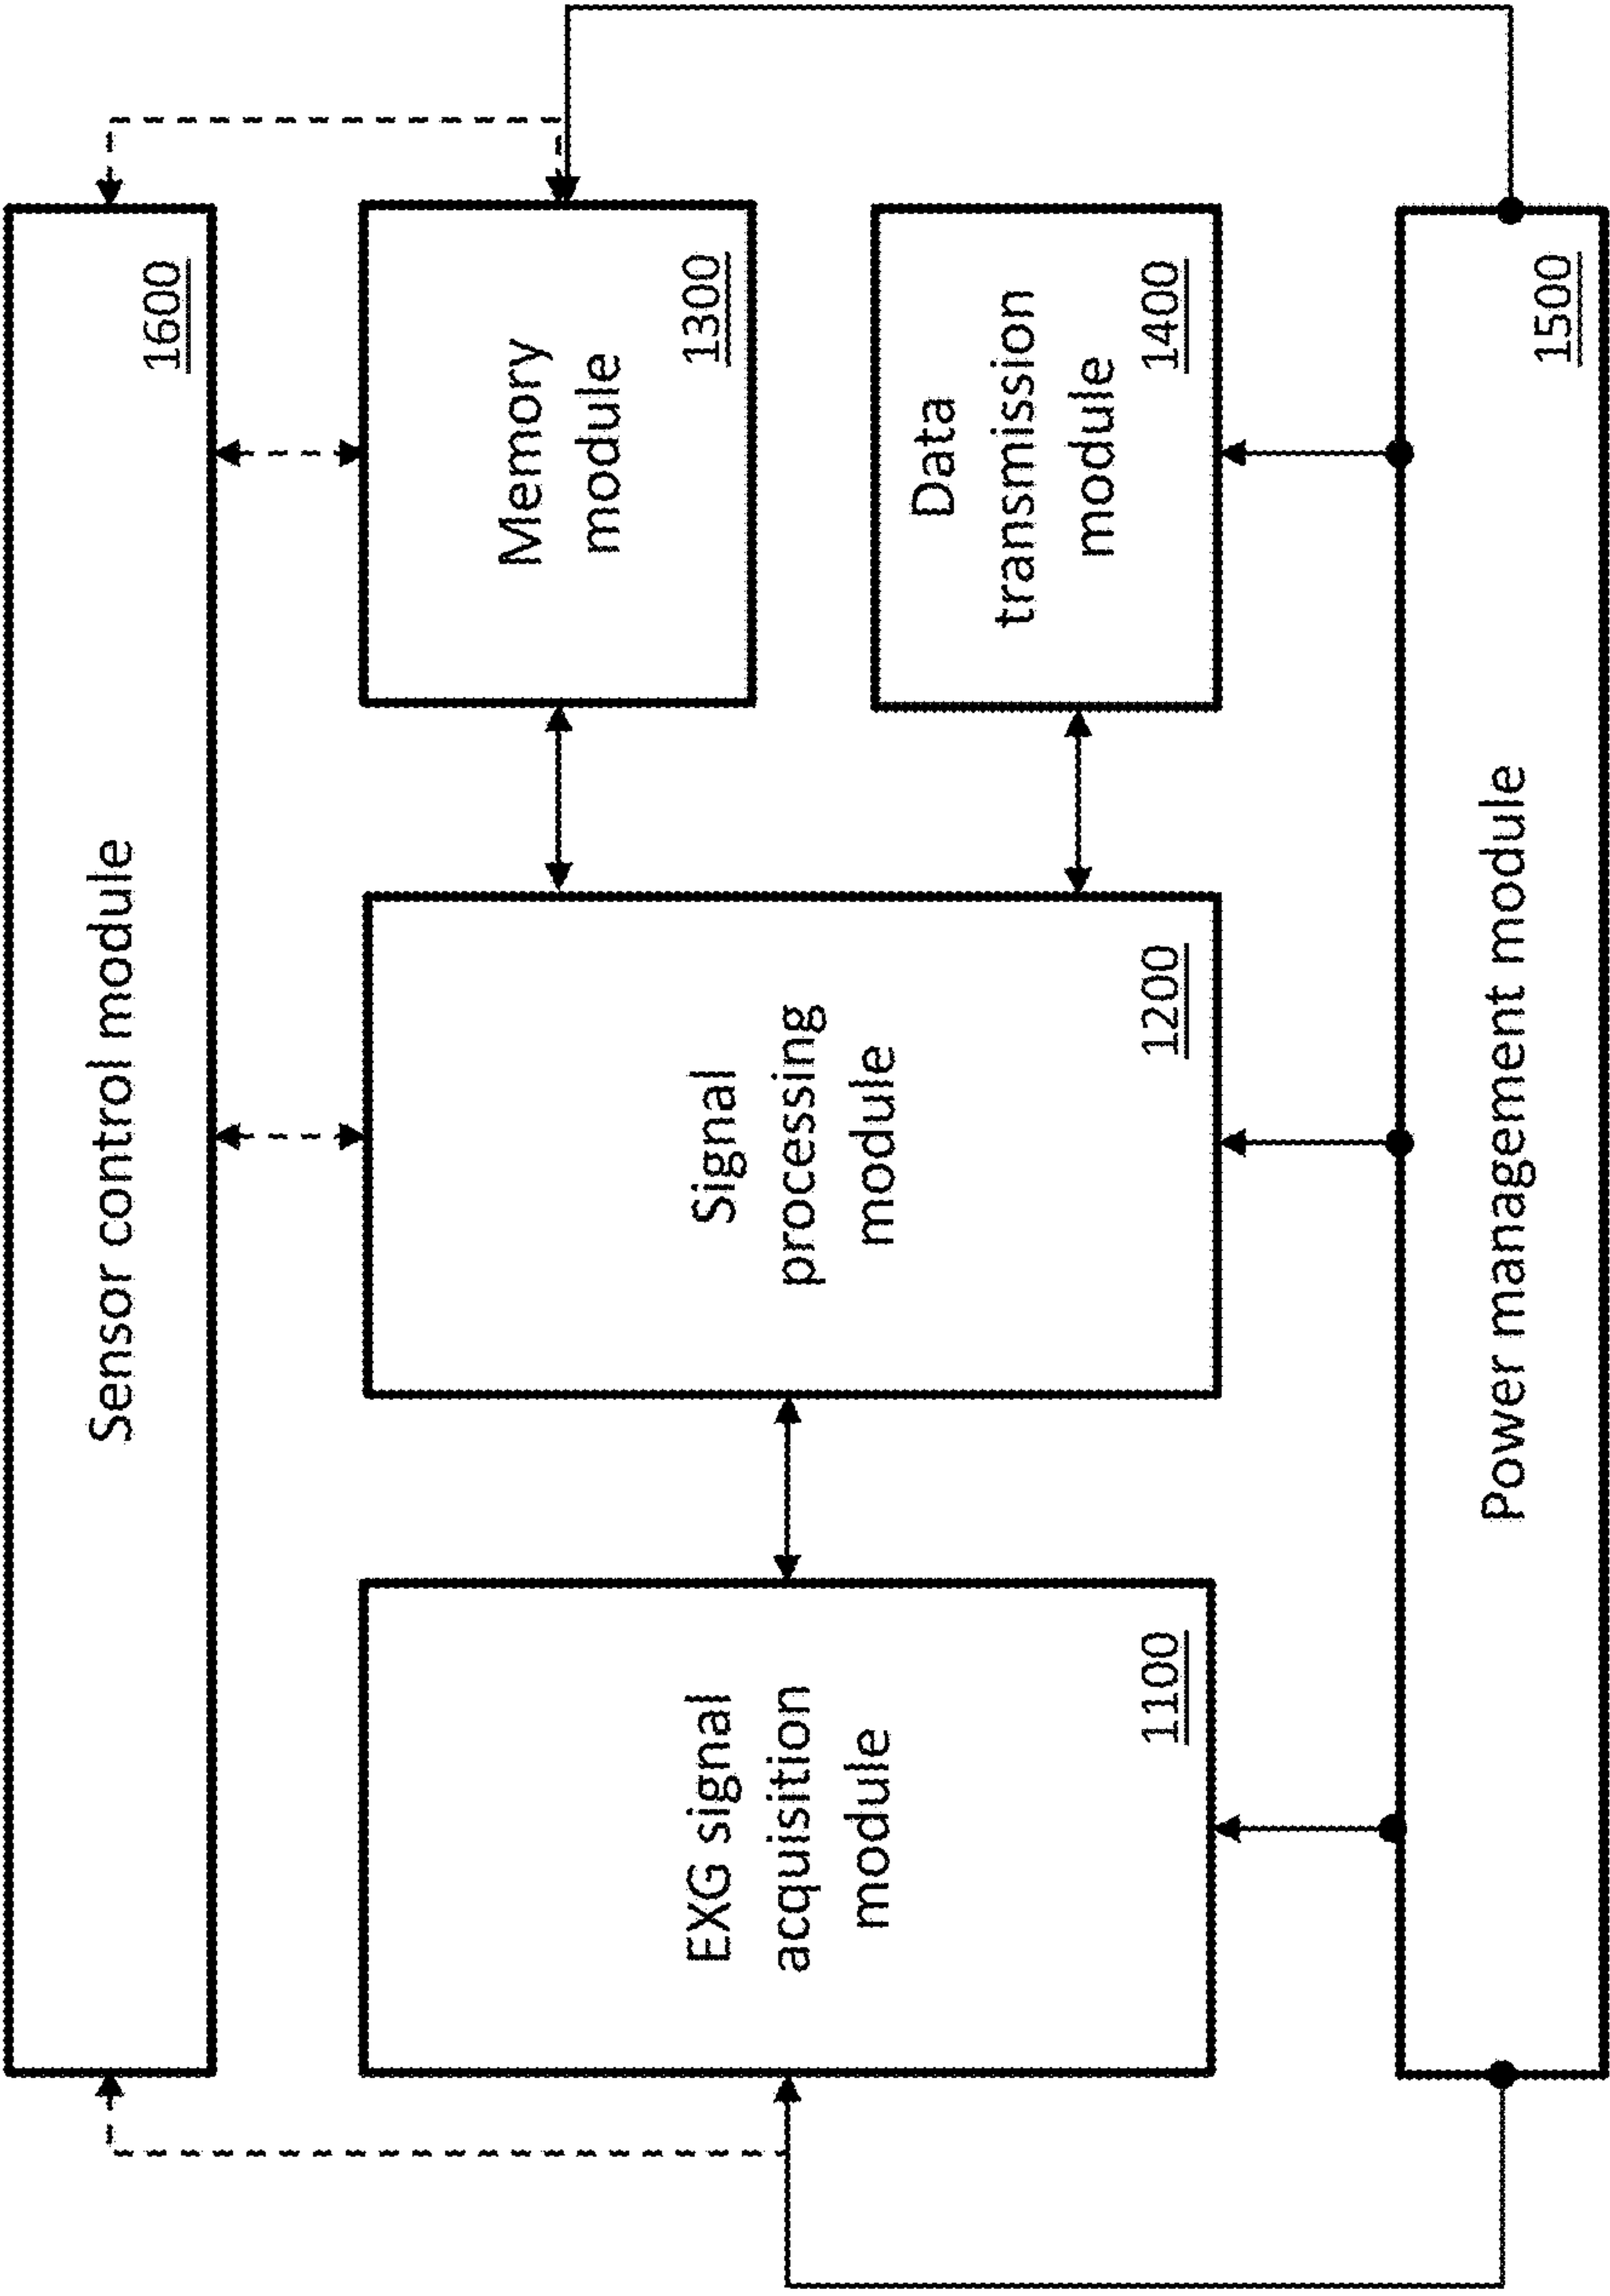 Sensor control module
1600
EXG signal
acquisition
module
1100
Signal
processing
module
1200
Memory
module
1300
Data
transmission
module
1400
Power management module
1500